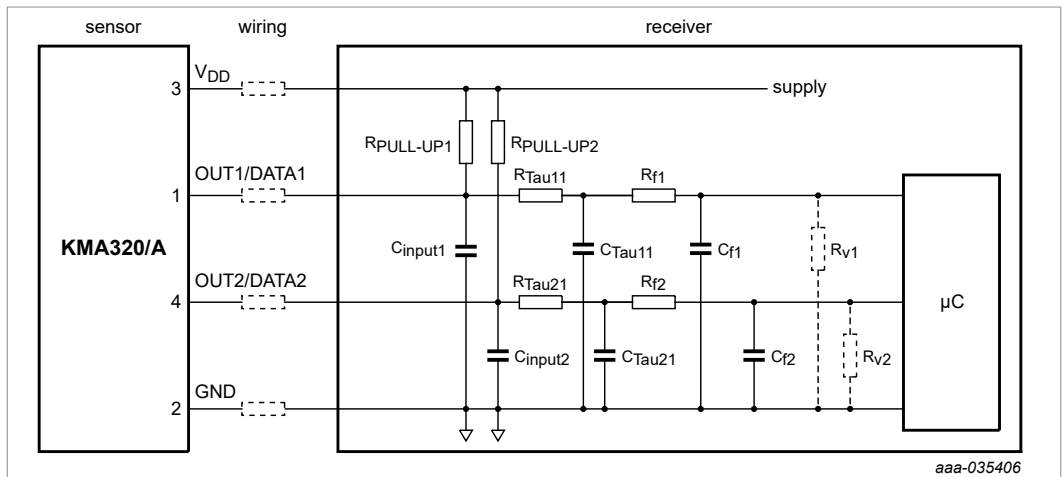 sensor wiring receiver
VDD
3
supply
RPULL-UP1 RPULL-UP2
OUT1/DATA1
RTau11 Rf1
1
KMA320/A
Cinput1 CTau11 Cf1 Rv1
OUT2/DATA2
RTau21 Rf2
4
µC
Cinput2 CTau21 Cf2 Rv2
GND
2
aaa-035406